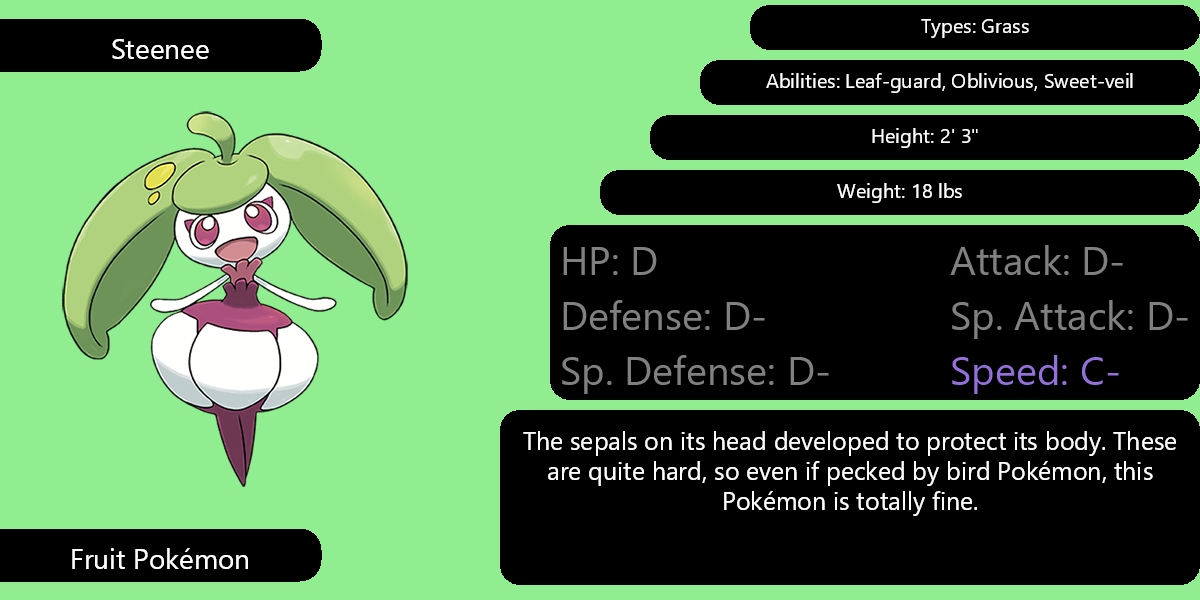 Steenee
Types: Grass
Abilities: Leaf-guard, Oblivious, Sweet-veil
Height: 2' 3"
Weight: 18 lbs
HP: D
Attack: D-
Defense: D-
Sp. Attack: D-
Sp. Defense: D-
Speed: C-
The sepals on its head developed to protect its body. These
are quite hard, so even if pecked by bird Pokémon, this
Pokémon is totally fine.
Fruit Pokémon